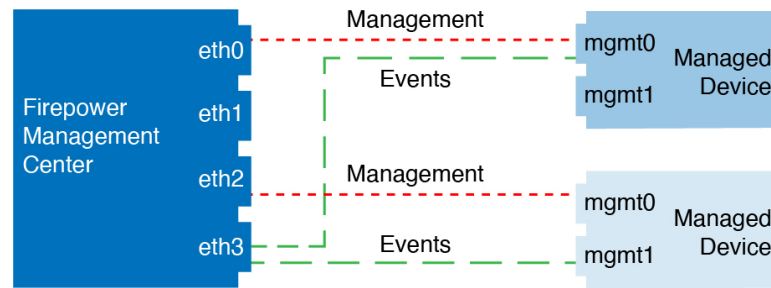 Management
eth0
mgmt0
Managed
Device
Events
mgmt1
Firepower
Management
Center
eth1
Management
eth2
mgmt0
Managed
Device
Events
eth3
mgmt1